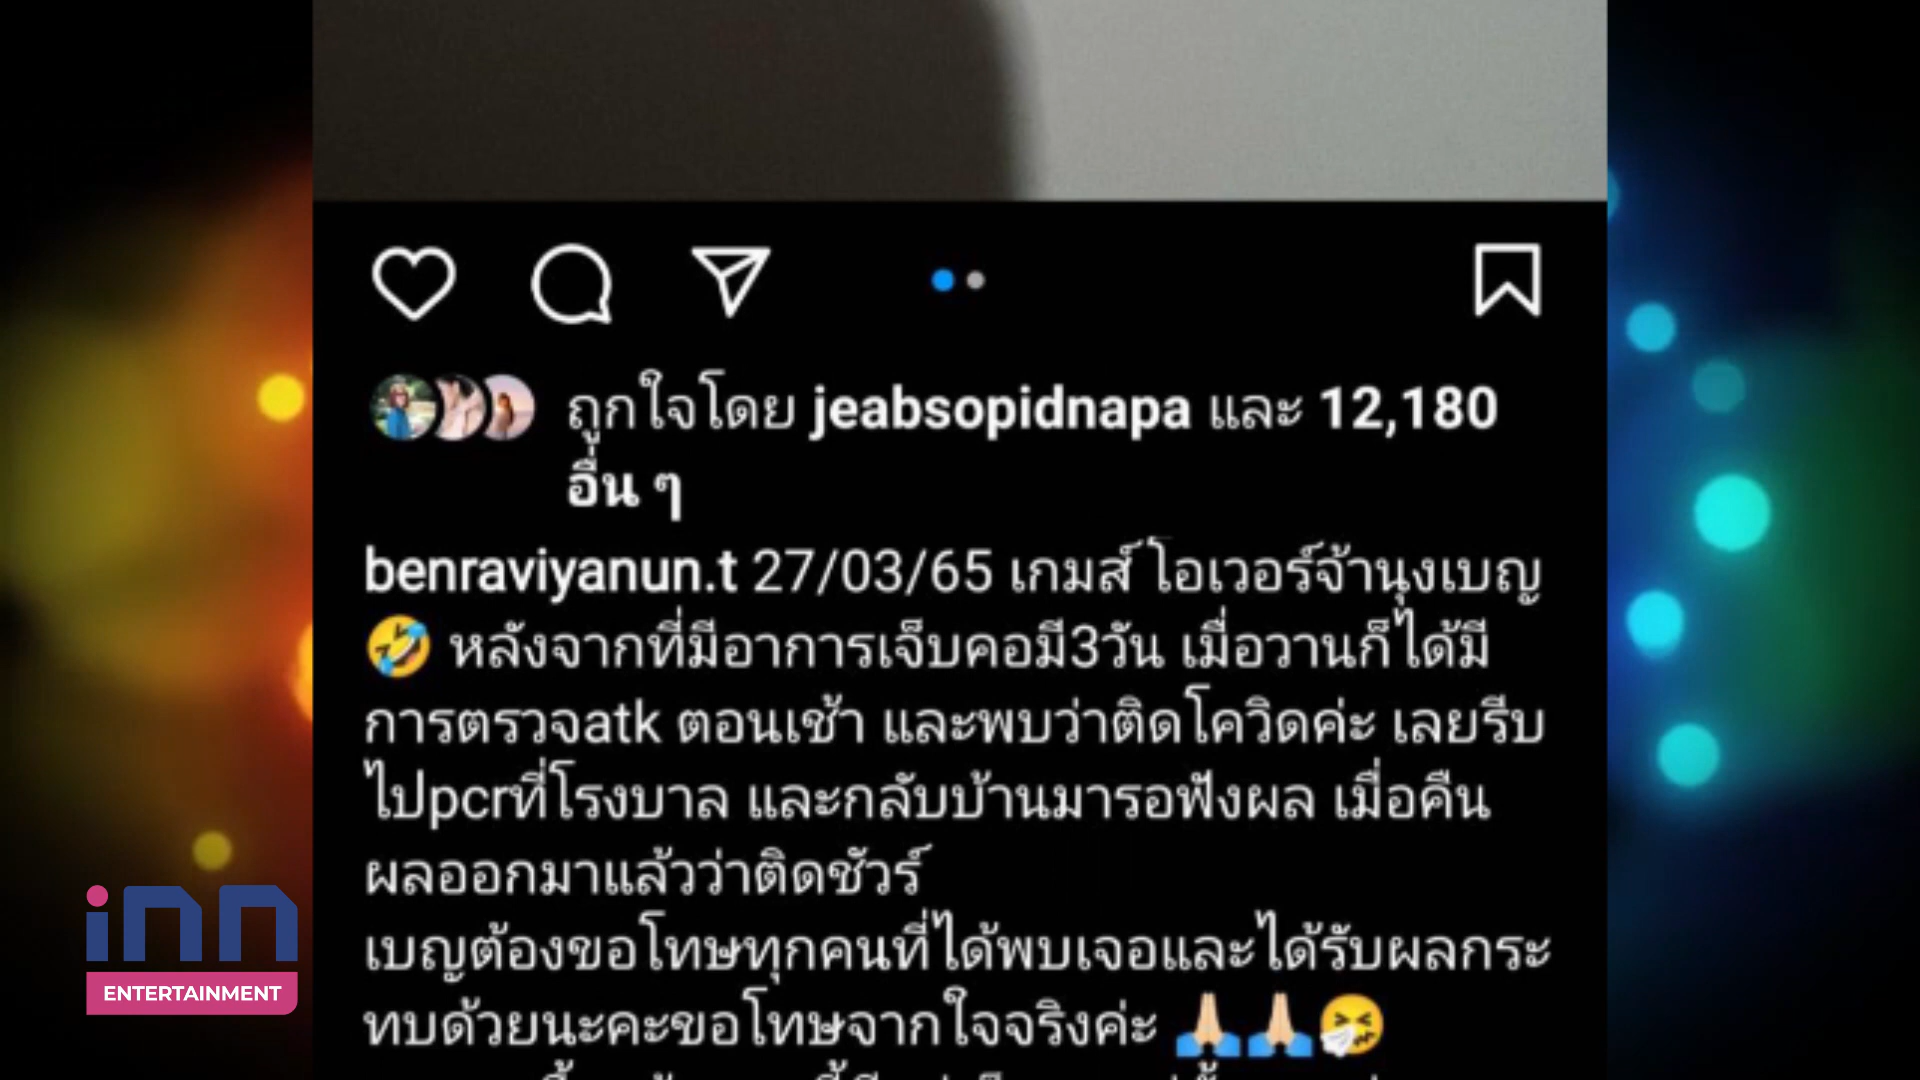 ถูกใจโดย jeabsopidnapa และ 12,180
อื่น ๆ
benraviyanun.t 27/03/65 เกมส์โอเวอร์จ้านุงเบญ
🤣 หลังจากที่มีอาการเจ็บคอมี3วัน เมื่อวานก็ได้มี
การตรวจatk ตอนเช้า และพบว่าติดโควิดค่ะ เลยรีบ
ไปpcrที่โรงบาล และกลับบ้านมารอฟังผล เมื่อคืน
ผลออกมาแล้วว่าติดชัวร์
เบญต้องขอโทษทุกคนที่ได้พบเจอและได้รับผลกระ
ทบด้วยนะคะขอโทษจากใจจริงค่ะ 🙏🏻🙏🏻🤧
inn
ENTERTAINMENT